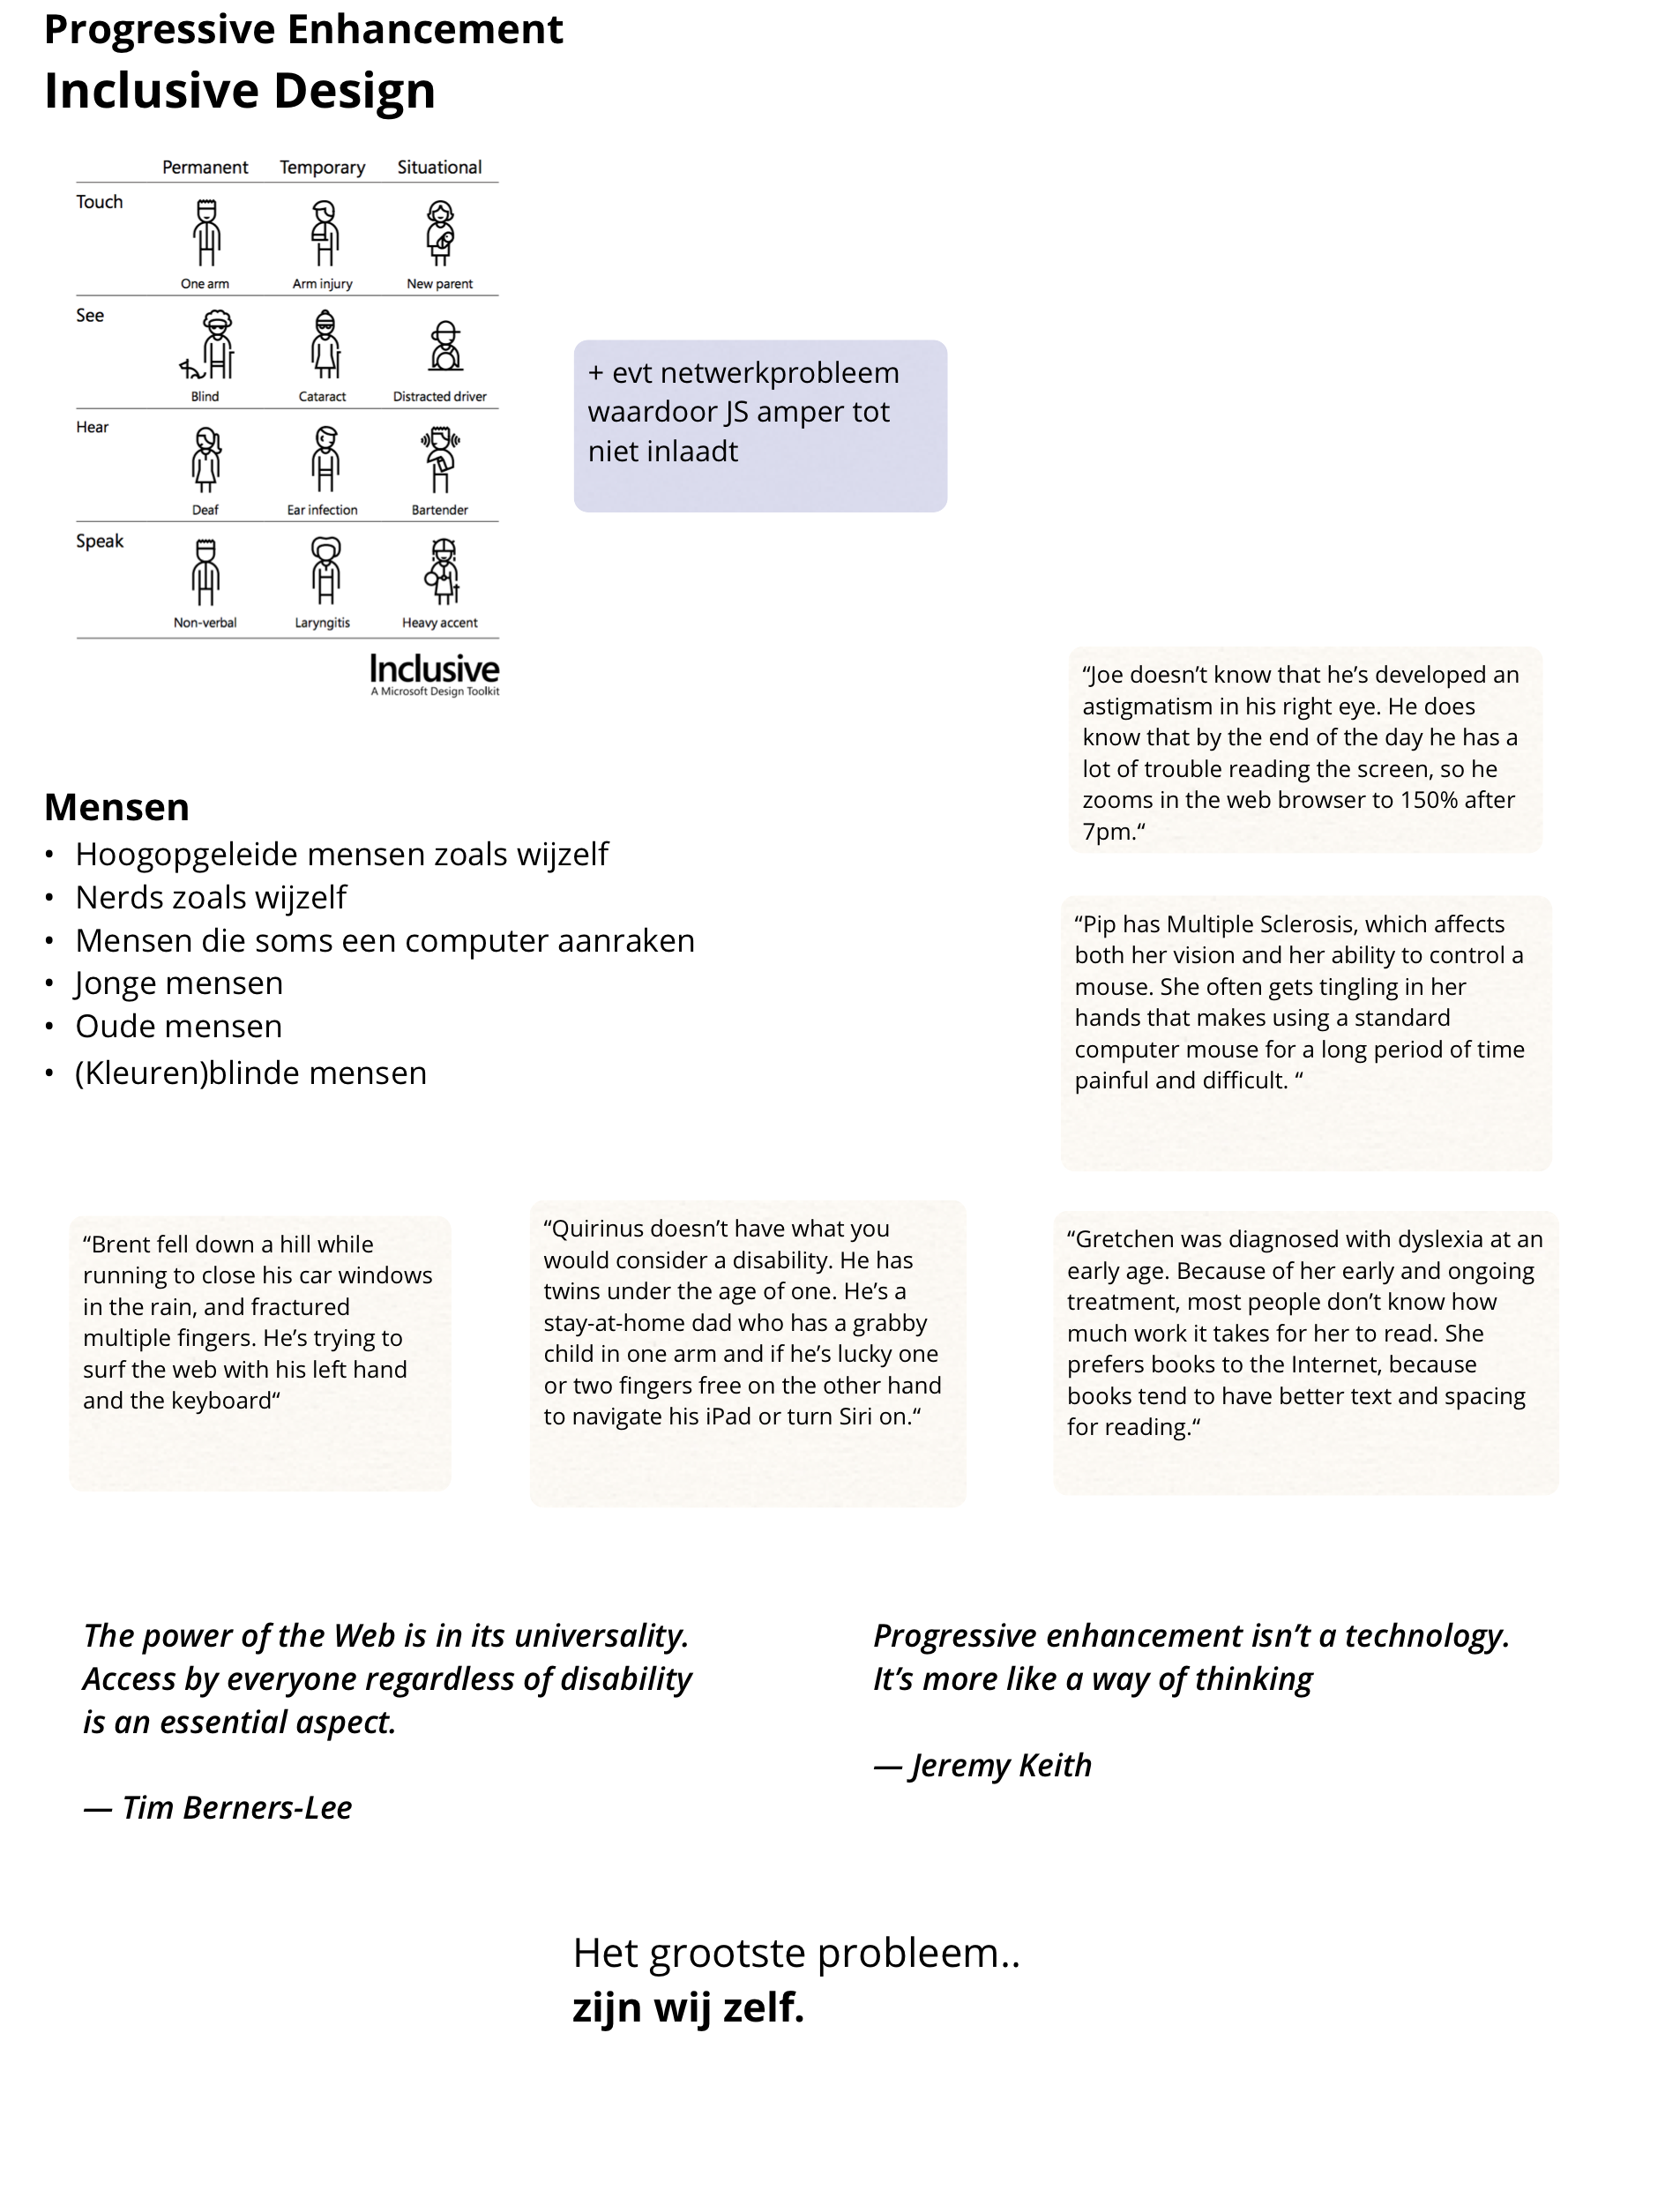 Progressive Enhancement
Inclusive Design
Permanent Temporary Situational
Touch
One arm Arm injury New parent
See
Blind Cataract Distracted driver
Hear
Deaf Ear infection Bartender
Speak
Non-verbal Laryngitis Heavy accent
Inclusive
A Microsoft Design Toolkit
+ evt netwerkprobleem
waardoor JS amper tot
niet inlaadt
Mensen
• Hoogopgeleide mensen zoals wijzelf
• Nerds zoals wijzelf
• Mensen die soms een computer aanraken
• Jonge mensen
• Oude mensen
• (Kleuren)blinde mensen
“Joe doesn’t know that he’s developed an
astigmatism in his right eye. He does
know that by the end of the day he has a
lot of trouble reading the screen, so he
zooms in the web browser to 150% after
7pm.“
“Pip has Multiple Sclerosis, which affects
both her vision and her ability to control a
mouse. She often gets tingling in her
hands that makes using a standard
computer mouse for a long period of time
painful and difficult. “
“Brent fell down a hill while
running to close his car windows
in the rain, and fractured
multiple fingers. He’s trying to
surf the web with his left hand
and the keyboard“
“Quirinus doesn’t have what you
would consider a disability. He has
twins under the age of one. He’s a
stay-at-home dad who has a grabby
child in one arm and if he’s lucky one
or two fingers free on the other hand
to navigate his iPad or turn Siri on.“
“Gretchen was diagnosed with dyslexia at an
early age. Because of her early and ongoing
treatment, most people don’t know how
much work it takes for her to read. She
prefers books to the Internet, because
books tend to have better text and spacing
for reading.“
The power of the Web is in its universality.
Access by everyone regardless of disability
is an essential aspect.
— Tim Berners-Lee
Progressive enhancement isn’t a technology.
It’s more like a way of thinking
— Jeremy Keith
Het grootste probleem..
zijn wij zelf.